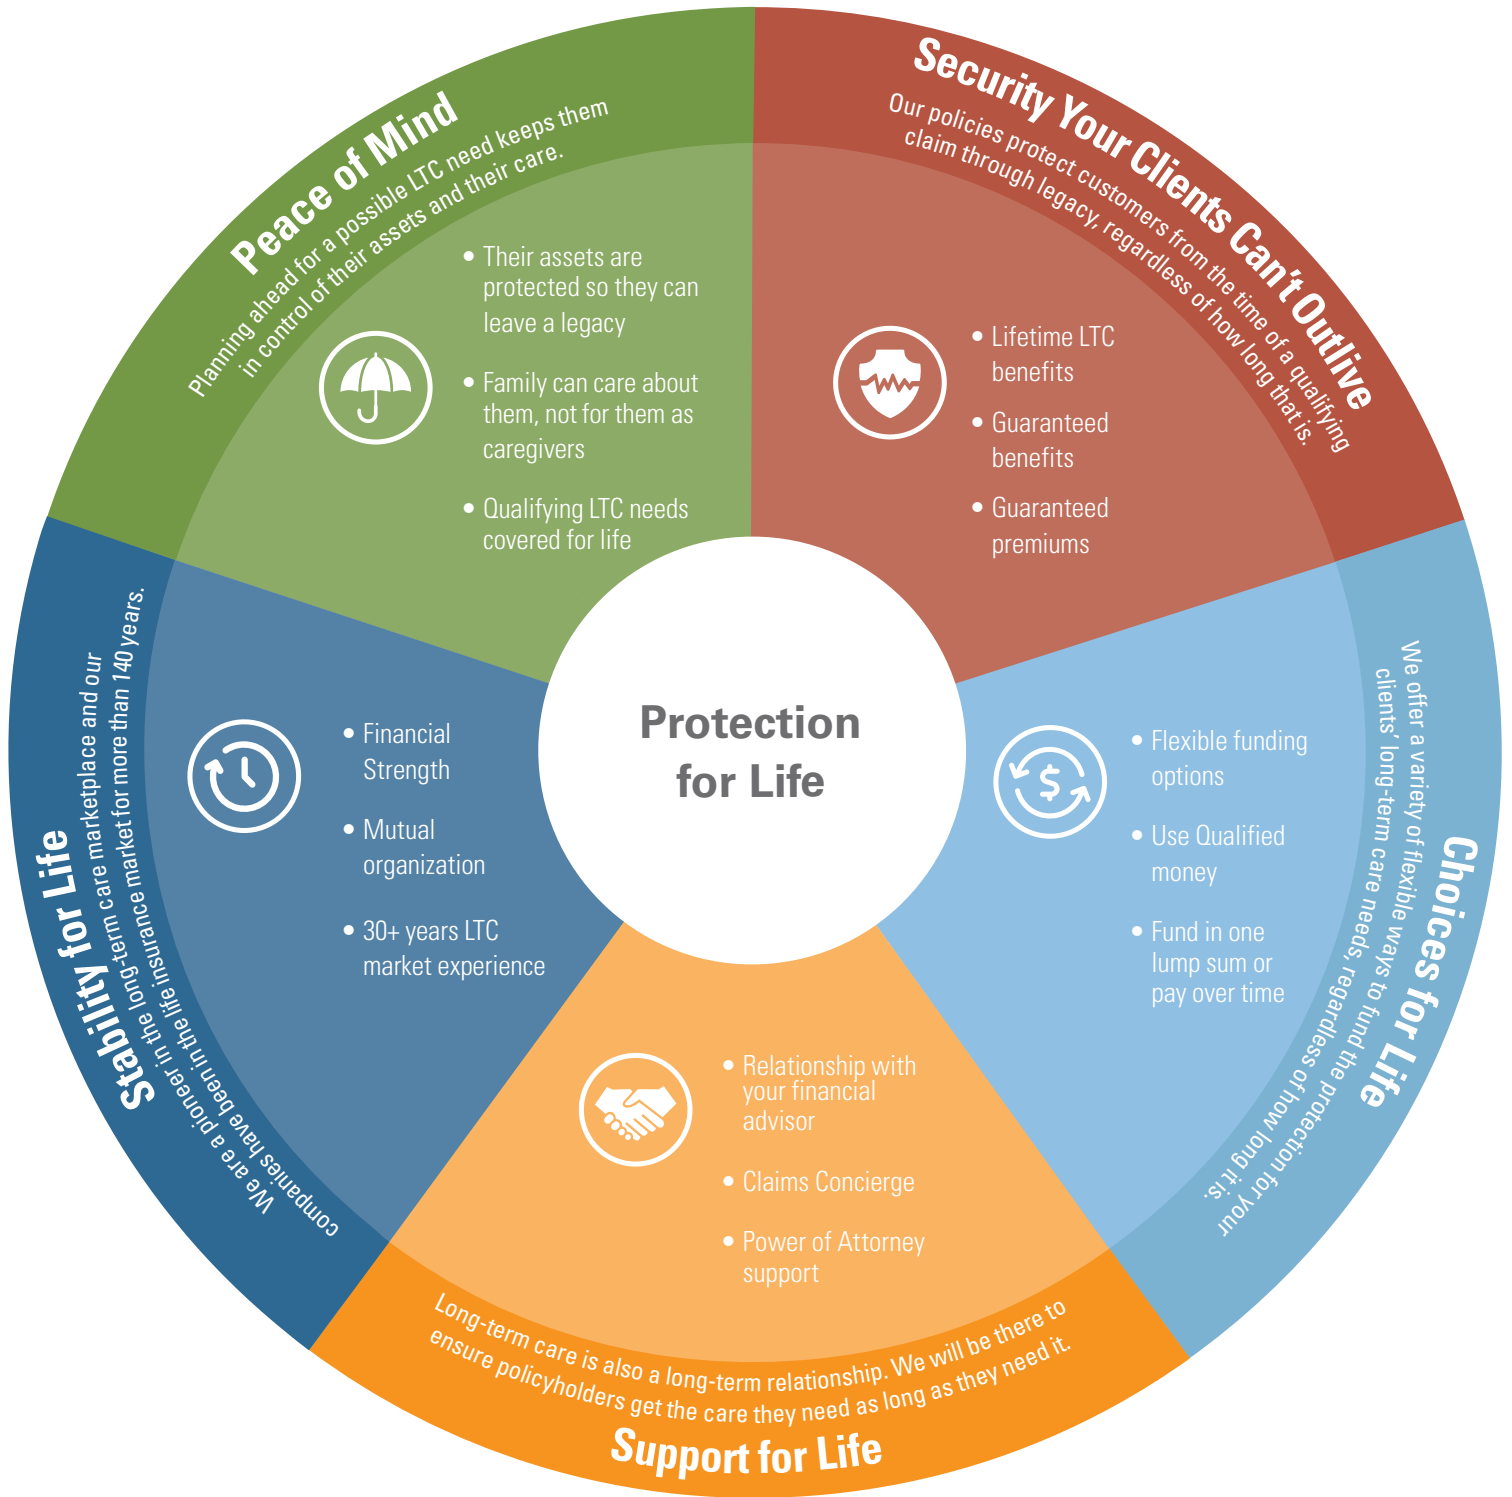 Protection
for Life
Peace of Mind
Planning ahead for a possible LTC need keeps them
in control of their assets and their care.
• Their assets are
protected so they can
leave a legacy
• Family can care about
them, not for them as
caregivers
• Qualifying LTC needs
covered for life
Security Your Clients Can't Outlive
Our policies protect customers from the time of a qualifying
claim through legacy, regardless of how long that is.
• Lifetime LTC
benefits
• Guaranteed
benefits
• Guaranteed
premiums
Choices for Life
We offer a variety of flexible ways to fund the protection for your
clients' long-term care needs, regardless of how long it is.
• Flexible funding
options
• Use Qualified
money
• Fund in one
lump sum or
pay over time
Support for Life
Long-term care is also a long-term relationship. We will be there to
ensure policyholders get the care they need as long as they need it.
• Relationship with
your financial
advisor
• Claims Concierge
• Power of Attorney
support
Stability for Life
We are a pioneer in the long-term care marketplace and our
companies have been in the life insurance market for more than 140 years.
• Financial
Strength
• Mutual
organization
• 30+ years LTC
market experience
$